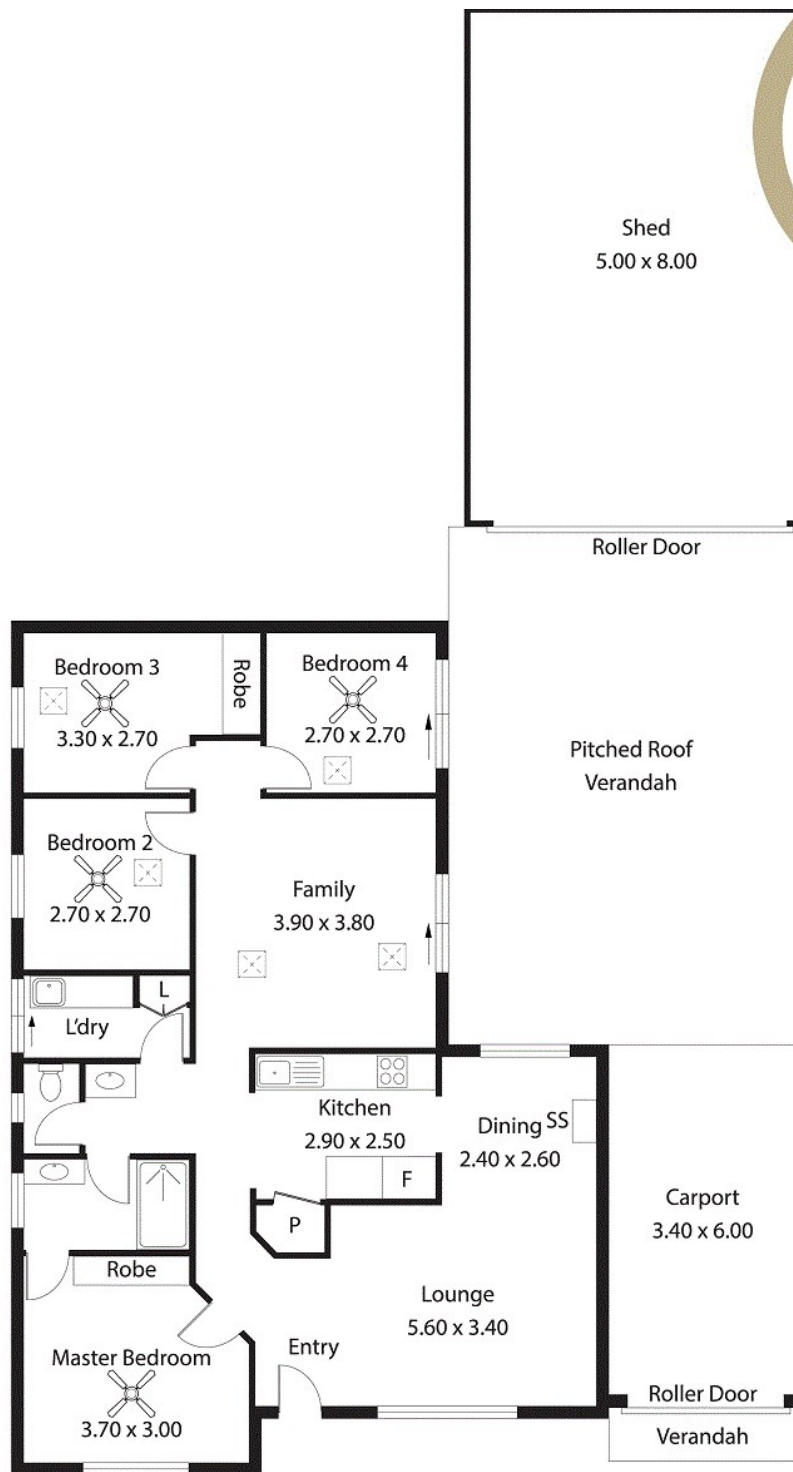 Shed
5.00 x 8.00
Roller Door
Pitched Roof
Verandah
Bedroom 3
3.30 x 2.70
Robe
Bedroom 4
2.70 x 2.70
Bedroom 2
2.70 x 2.70
Family
3.90 x 3.80
L
L'dry
Kitchen
2.90 x 2.50
F
P
Dining
2.40 x 2.60
SS
Carport
3.40 x 6.00
Robe
Master Bedroom
3.70 x 3.00
Entry
Lounge
5.60 x 3.40
Roller Door
Verandah